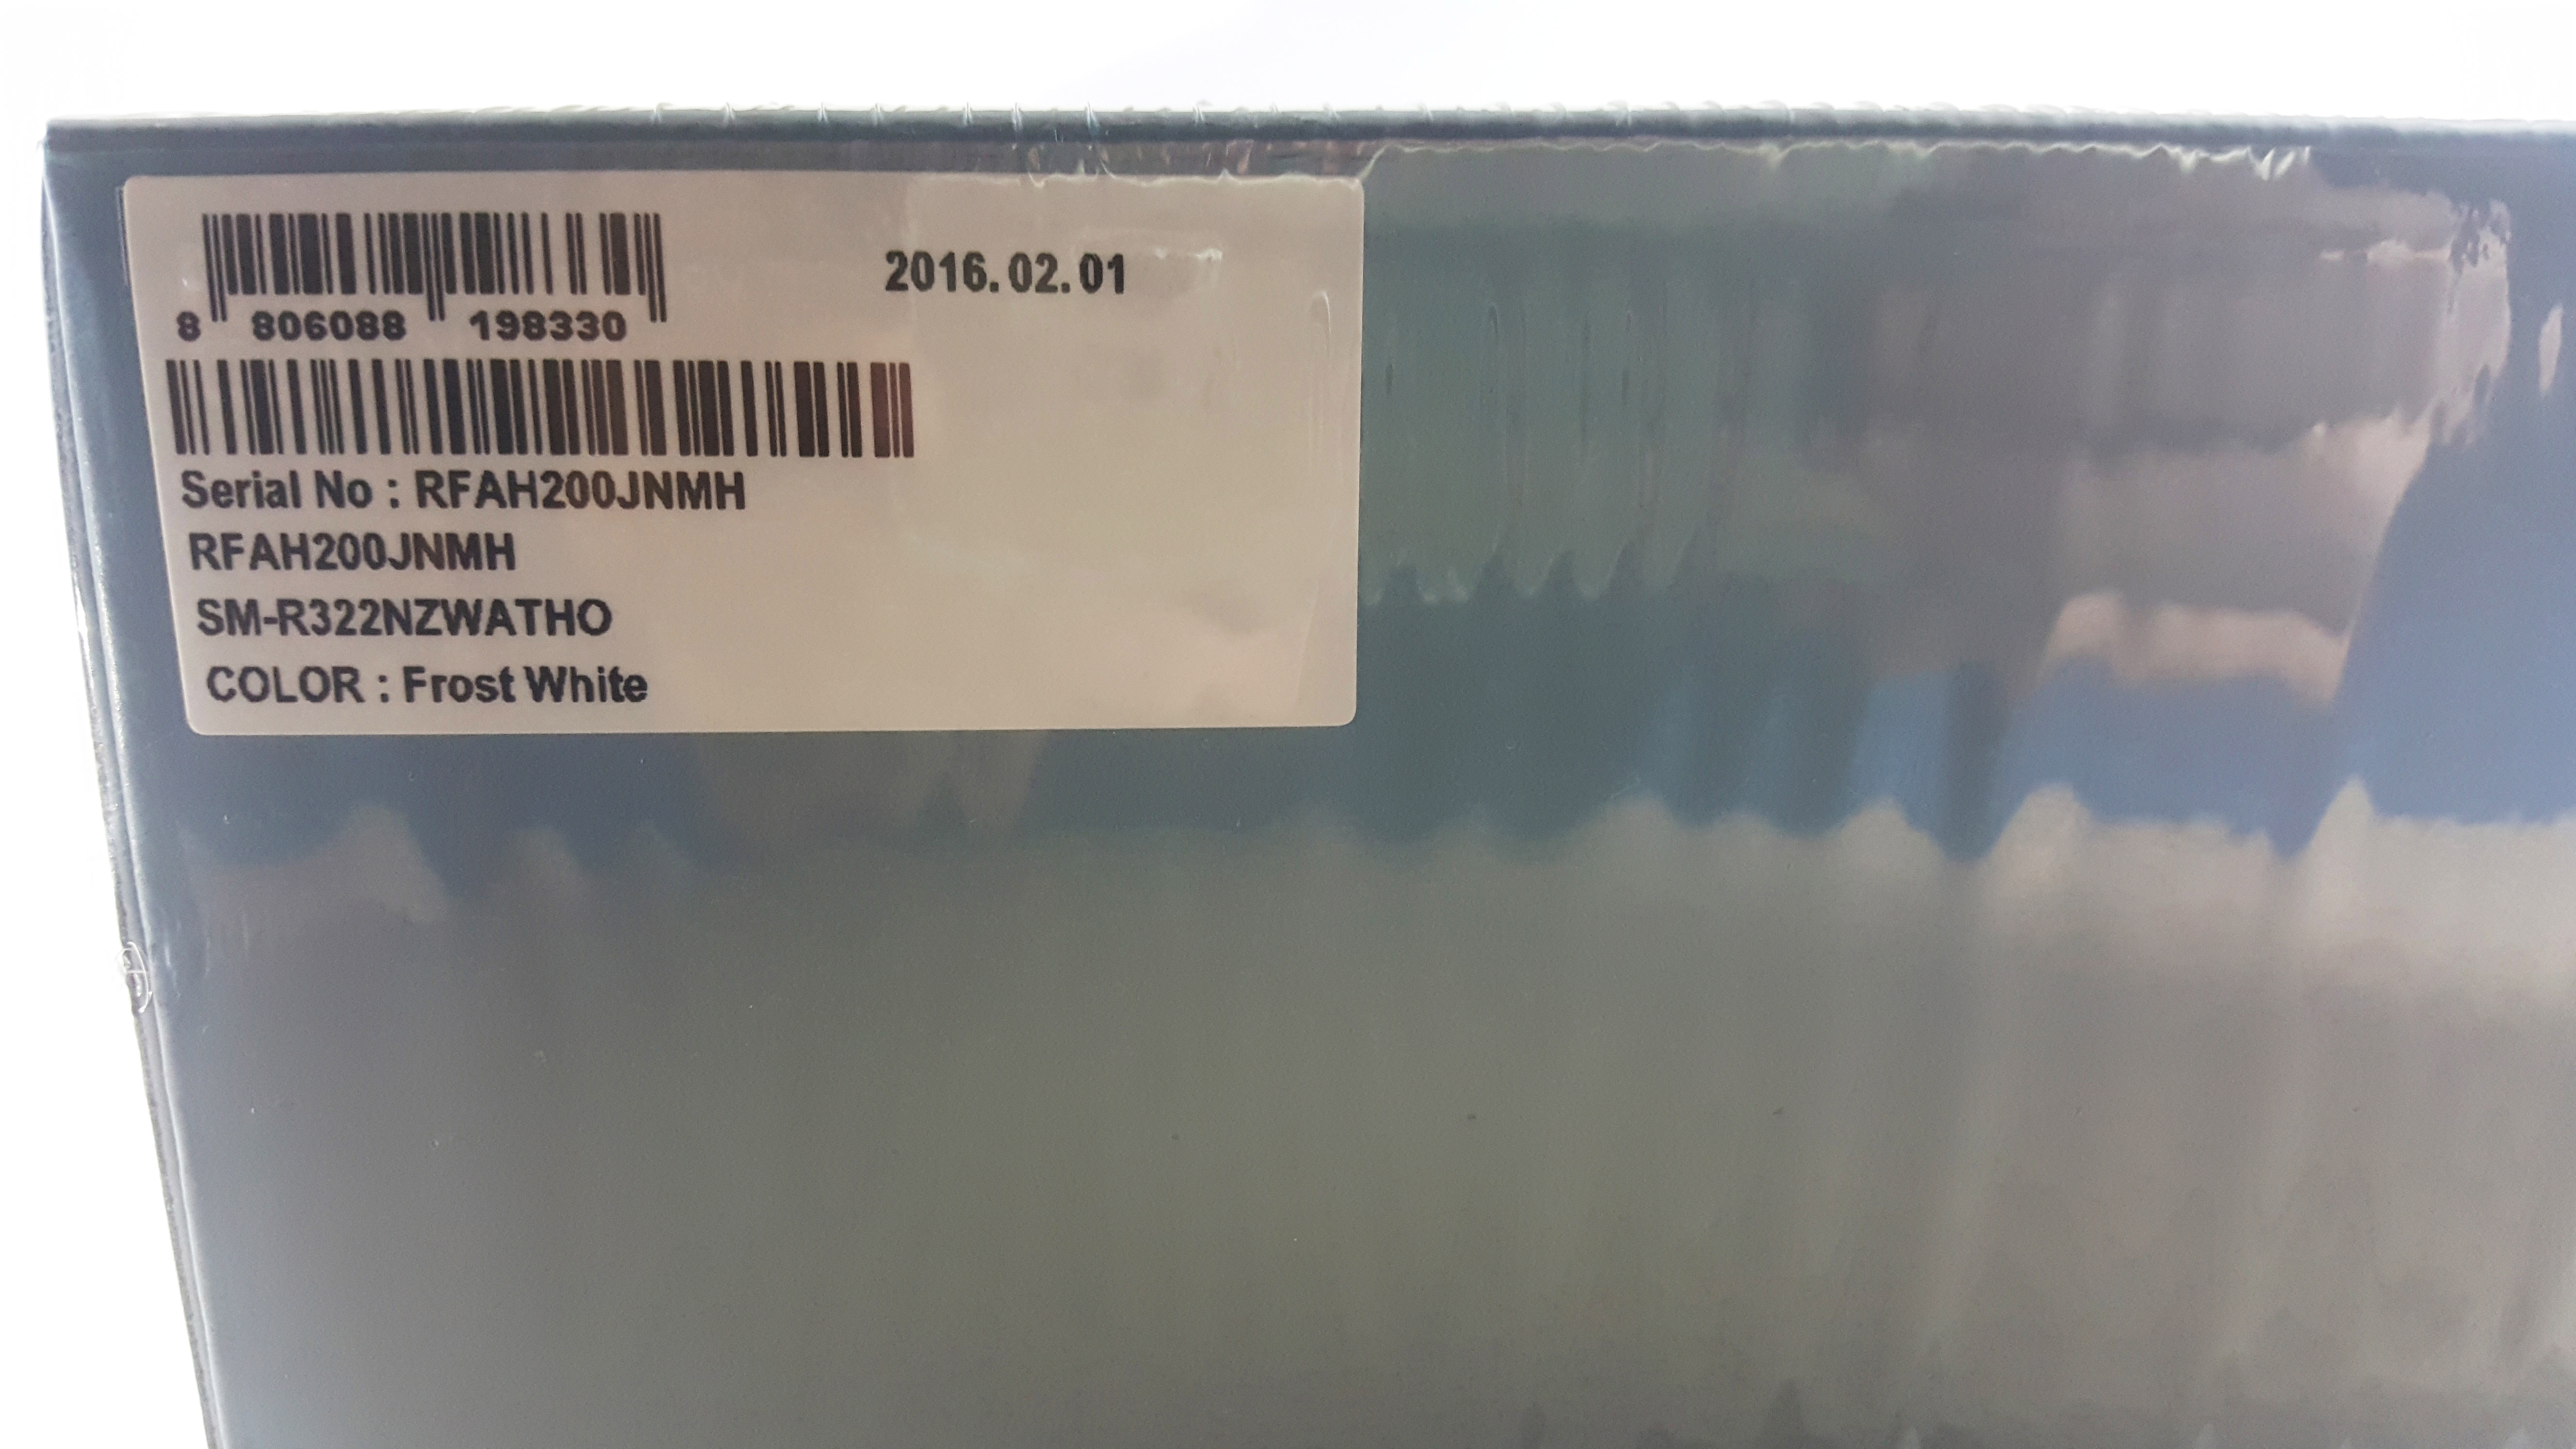 2016.02.01
8 806088 198330
Serial No : RFAH200JNMH
RFAH200JNMH
SM-R322NZWATHO
COLOR : Frost White